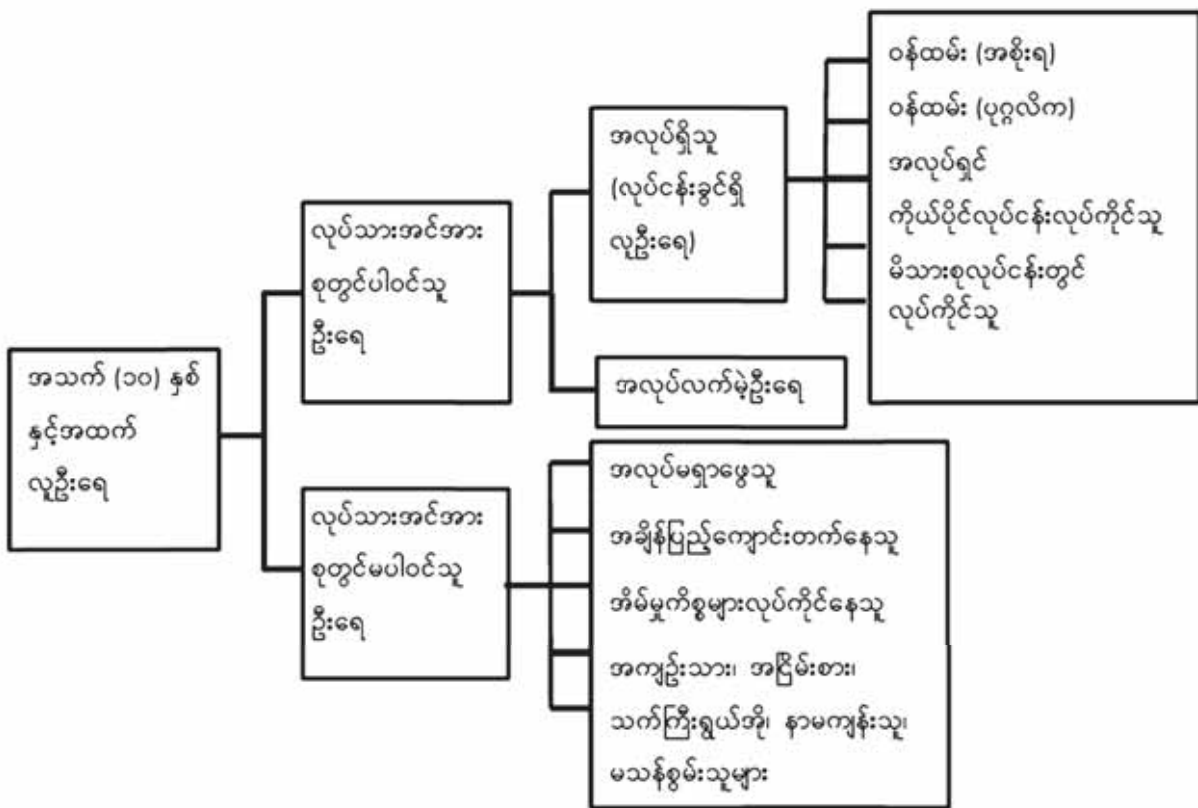 အသက် (၁၀) နှစ်
နှင့်အထက်
လူဦးရေ
လုပ်သားအင်အား
စုတွင်ပါဝင်သူ
ဦးရေ
အလုပ်ရှိသူ
(လုပ်ငန်းခွင်ရှိ
လူဦးရေ)
ဝန်ထမ်း (အစိုးရ)
ဝန်ထမ်း (ပုဂ္ဂလိက)
အလုပ်ရှင်
ကိုယ်ပိုင်လုပ်ငန်းလုပ်ကိုင်သူ
မိသားစုလုပ်ငန်းတွင်
လုပ်ကိုင်သူ
အလုပ်လက်မဲ့ဦးရေ
လုပ်သားအင်အား
စုတွင်မပါဝင်သူ
ဦးရေ
အလုပ်မရှာဖွေသူ
အချိန်ပြည့်ကျောင်းတက်နေသူ
အိမ်မှုကိစ္စများလုပ်ကိုင်နေသူ
အကျဉ်းသား၊ အငြိမ်းစား၊
သက်ကြီးရွယ်အို၊ နာမကျန်းသူ၊
မသန်စွမ်းသူများ